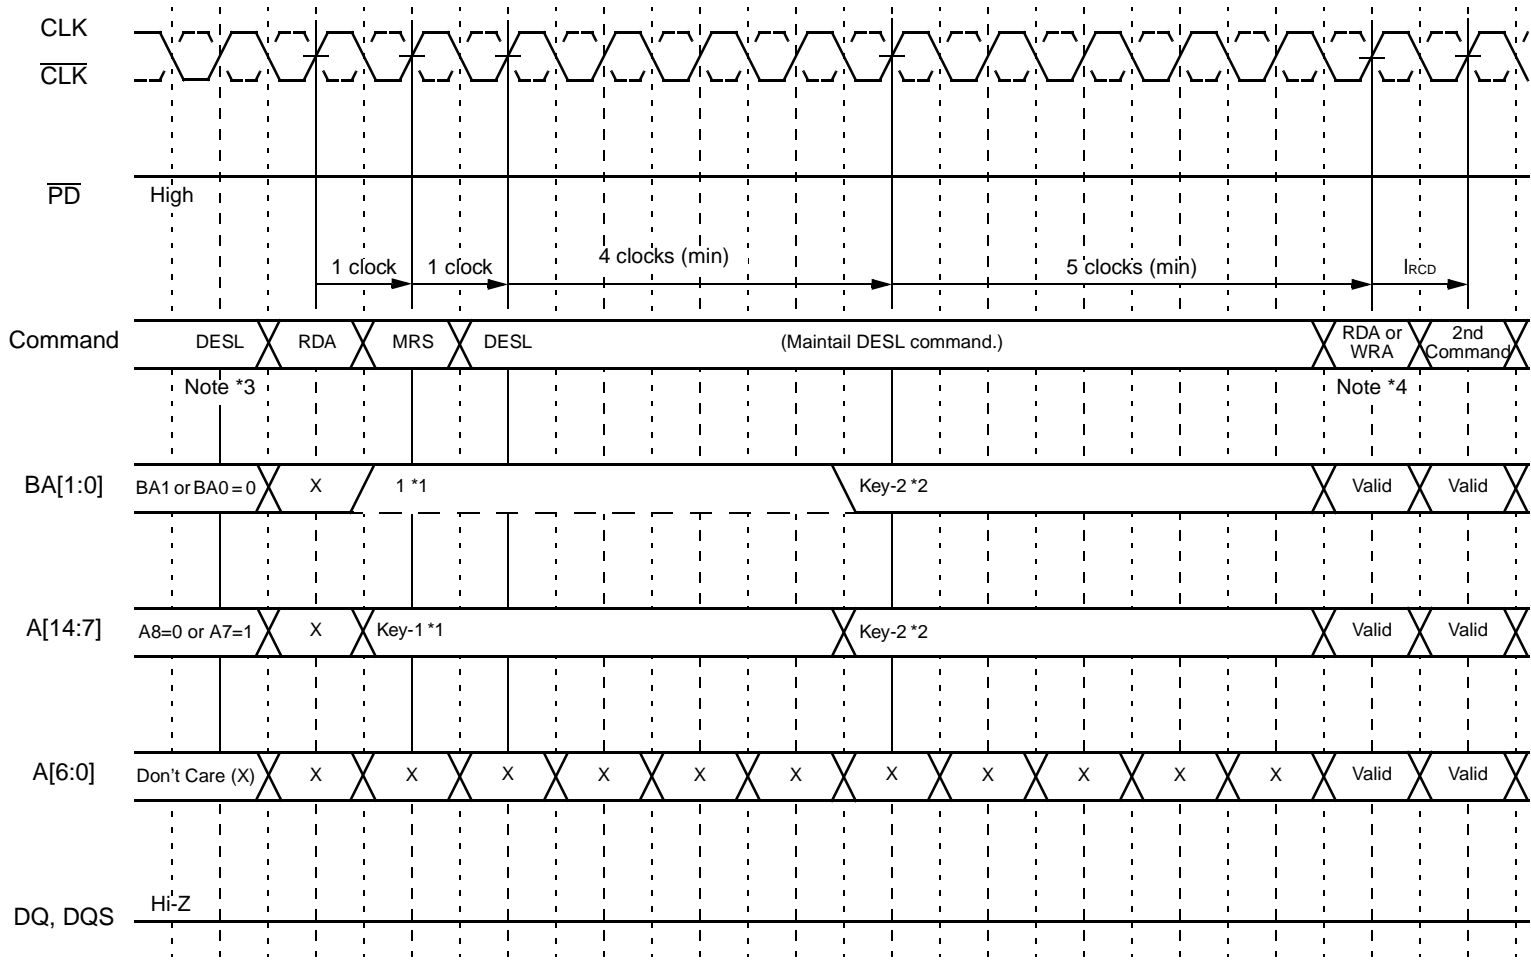 CLK
CLK
PD
High
1 clock
1 clock
4 clocks (min)
5 clocks (min)
IRCD
Command
DESL
RDA
MRS
DESL
(Maintail DESL command.)
RDA or
WRA
2nd
Command
Note *3
Note *4
BA[1:0]
BA1 or BA0 = 0
X
1 *1
Key-2 *2
Valid
Valid
A[14:7]
A8=0 or A7=1
X
Key-1 *1
Key-2 *2
Valid
Valid
A[6:0]
Don't Care (X)
X
X
X
X
X
X
X
X
X
X
X
Valid
Valid
DQ, DQS
Hi-Z